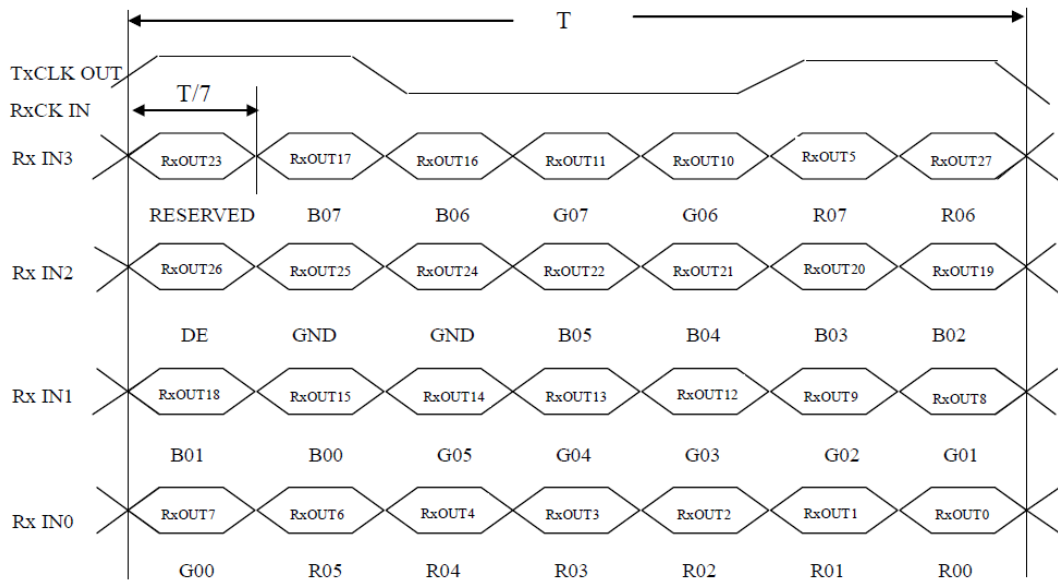 T
TxCLK OUT
T/7
RxCK IN
Rx IN3 RxOUT23 RxOUT17 RxOUT16 RxOUT11 RxOUT10 RxOUT5 RxOUT27
RESERVED B07 B06 G07 G06 R07 R06
Rx IN2 RxOUT26 RxOUT25 RxOUT24 RxOUT22 RxOUT21 RxOUT20 RxOUT19
DE GND GND B05 B04 B03 B02
Rx IN1 RxOUT18 RxOUT15 RxOUT14 RxOUT13 RxOUT12 RxOUT9 RxOUT8
B01 B00 G05 G04 G03 G02 G01
Rx IN0 RxOUT7 RxOUT6 RxOUT4 RxOUT3 RxOUT2 RxOUT1 RxOUT0
G00 R05 R04 R03 R02 R01 R00